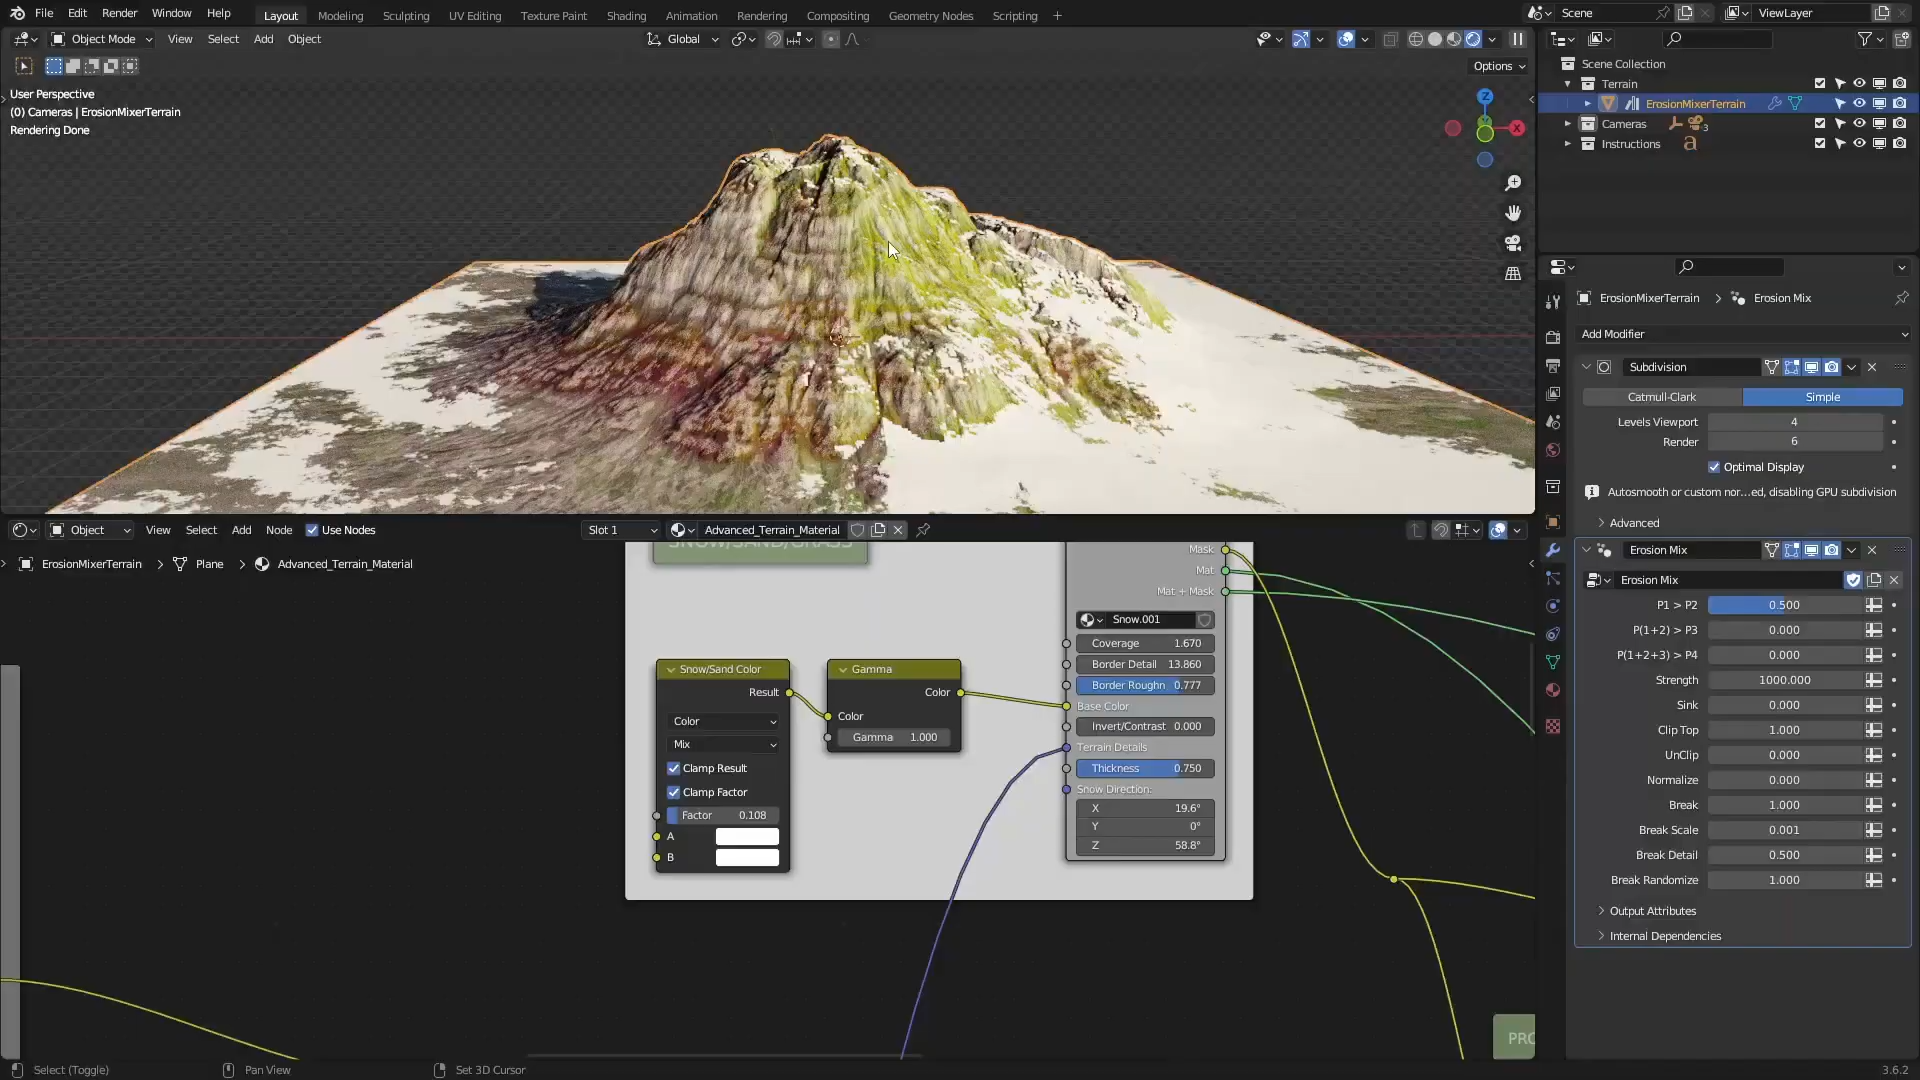 File Edit Render Window Help Layout Modeling Sculpting UV Editing Texture Paint Shading Animation Rendering Compositing Geometry Nodes Scripting + Scene ViewLayer
Object Mode View Select Add Object Global
Options
User Perspective
(0) Cameras | ErosionMixerTerrain
Rendering Done
Z
X
Scene Collection
Terrain
ErosionMixerTerrain
Cameras 3
Instructions a
ErosionMixerTerrain > Erosion Mix
Add Modifier
Subdivision
Catmull-Clark Simple
Levels Viewport 4
Render 6
Optimal Display
Autosmooth or custom nor...ed, disabling GPU subdivision
Advanced
Erosion Mix
Erosion Mix
P1 > P2 0.500
P(1+2) > P3 0.000
P(1+2+3) > P4 0.000
Strength 1000.000
Sink 0.000
Clip Top 1.000
UnClip 0.000
Normalize 0.000
Break 1.000
Break Scale 0.001
Break Detail 0.500
Break Randomize 1.000
Output Attributes
Internal Dependencies
Object View Select Add Node Use Nodes Slot 1 Advanced_Terrain_Material
ErosionMixerTerrain > Plane > Advanced_Terrain_Material
SNOW/SAND/GRASS
Snow/Sand Color
Result
Color
Mix
Clamp Result
Clamp Factor
Factor 0.108
A
B
Gamma
Color
Color
Gamma 1.000
Mask
Mat
Mat + Mask
Snow.001
Coverage 1.670
Border Detail 13.860
Border Roughn 0.777
Base Color
Invert/Contrast 0.000
Terrain Details
Thickness 0.750
Snow Direction:
X 19.6°
Y 0°
Z 58.8°
PRO
Select (Toggle) Pan View Set 3D Cursor 3.6.2